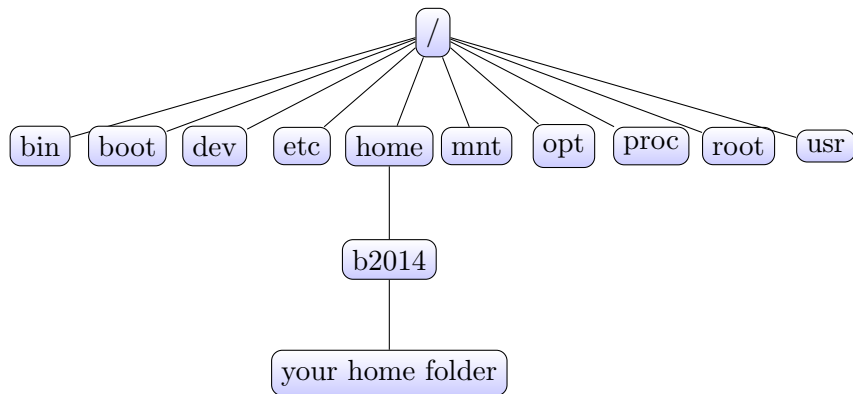 /
bin boot dev etc home mnt opt proc root usr
b2014
your home folder